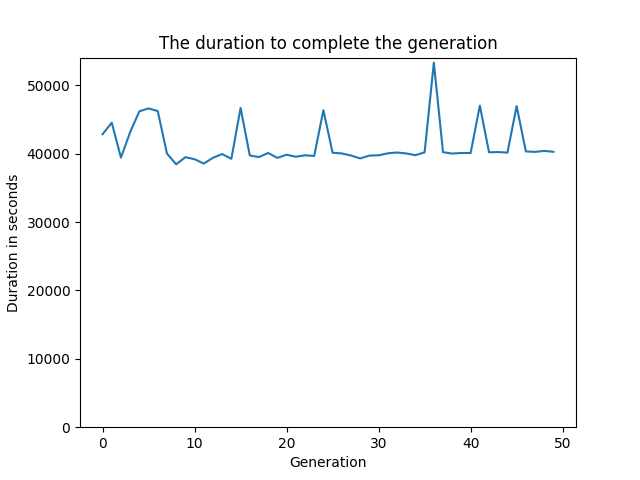 The duration to complete the generation
50000
40000
30000
20000
10000
0
Duration in seconds
0 10 20 30 40 50
Generation